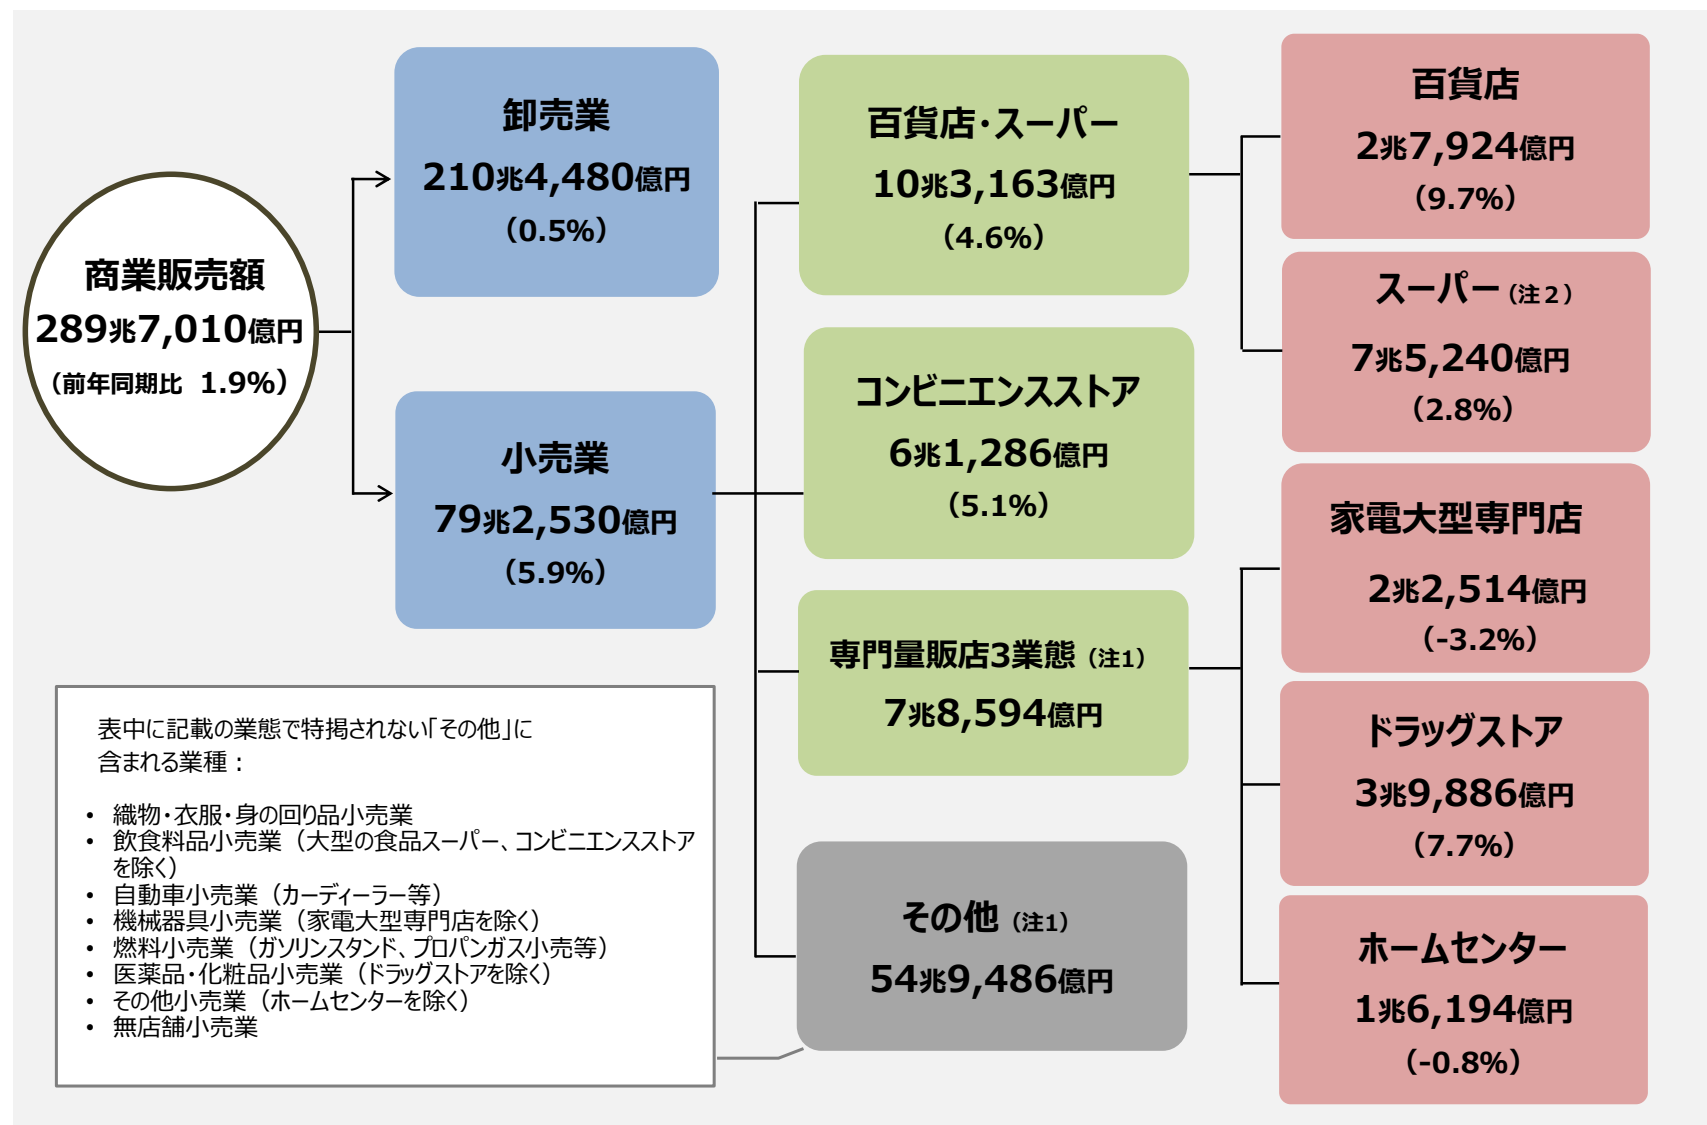 商業販売額
289兆7,010億円
（前年同期比 1.9%）
卸売業
210兆4,480億円
（0.5%）
小売業
79兆2,530億円
（5.9%）
百貨店・スーパー
10兆3,163億円
（4.6%）
コンビニエンスストア
6兆1,286億円
（5.1%）
専門量販店3業態（注1）
7兆8,594億円
その他（注1）
54兆9,486億円
百貨店
2兆7,924億円
（9.7%）
スーパー（注２）
7兆5,240億円
（2.8%）
家電大型専門店
2兆2,514億円
（-3.2%）
ドラッグストア
3兆9,886億円
（7.7%）
ホームセンター
1兆6,194億円
（-0.8%）
表中に記載の業態で特掲されない「その他」に
含まれる業種：
• 織物・衣服・身の回り品小売業
• 飲食料品小売業（大型の食品スーパー、コンビニエンスストア
を除く）
• 自動車小売業（カーディーラー等）
• 機械器具小売業（家電大型専門店を除く）
• 燃料小売業（ガソリンスタンド、プロパンガス小売等）
• 医薬品・化粧品小売業（ドラッグストアを除く）
• その他小売業（ホームセンターを除く）
• 無店舗小売業